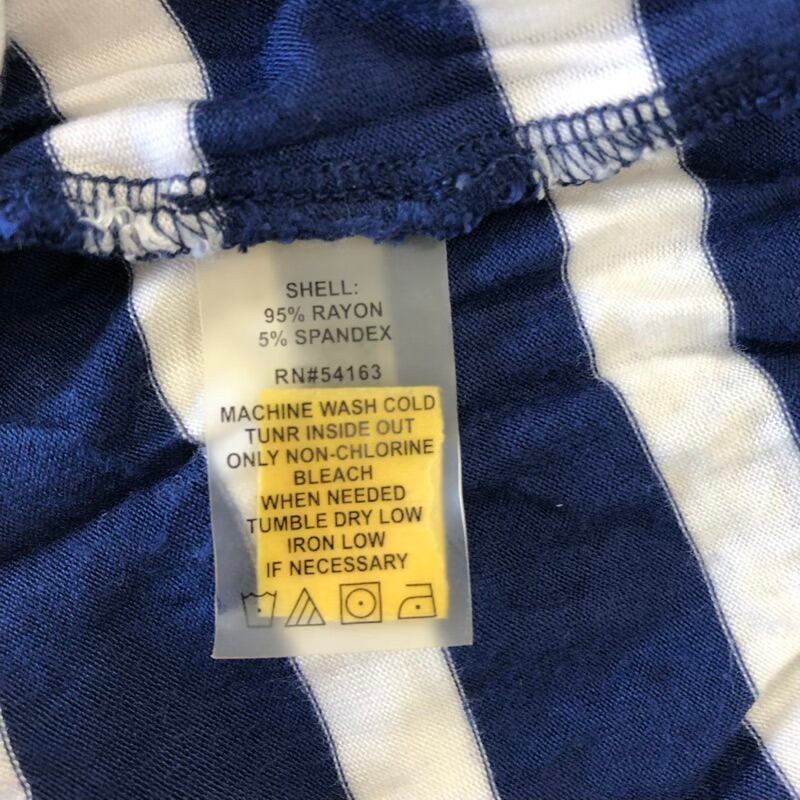 SHELL:
95% RAYON
5% SPANDEX
RN#54163
MACHINE WASH COLD
TUNR INSIDE OUT
ONLY NON-CHLORINE
BLEACH
WHEN NEEDED
TUMBLE DRY LOW
IRON LOW
IF NECESSARY